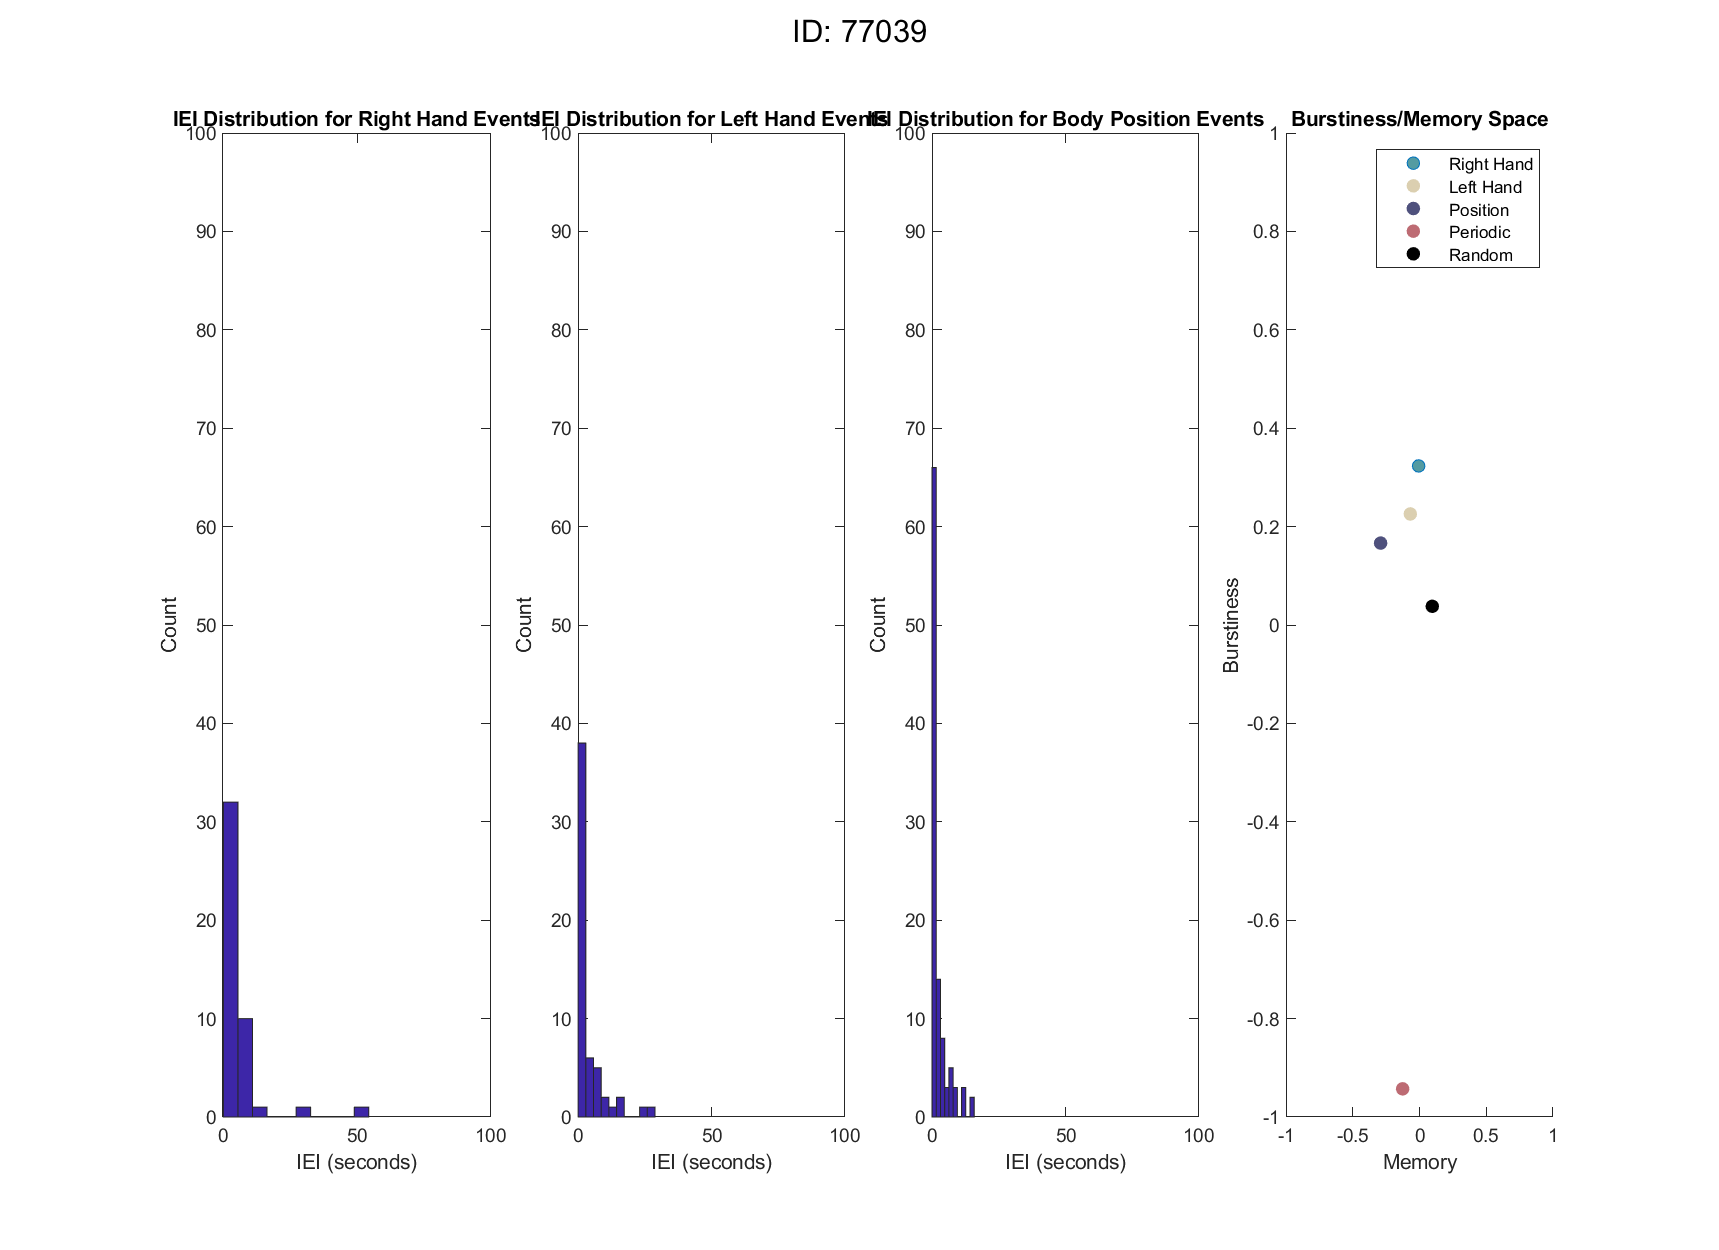 ID: 77039
IEI Distribution for Right Hand Events
IEI Distribution for Left Hand Events
IEI Distribution for Body Position Events
Burstiness/Memory Space
100
90
80
70
60
50
40
30
20
10
0
Count
0 50 100
IEI (seconds)
100
90
80
70
60
50
40
30
20
10
0
Count
0 50 100
IEI (seconds)
100
90
80
70
60
50
40
30
20
10
0
Count
0 50 100
IEI (seconds)
1
0.8
0.6
0.4
0.2
0
-0.2
-0.4
-0.6
-0.8
-1
Burstiness
Right Hand
Left Hand
Position
Periodic
Random
-1 -0.5 0 0.5 1
Memory